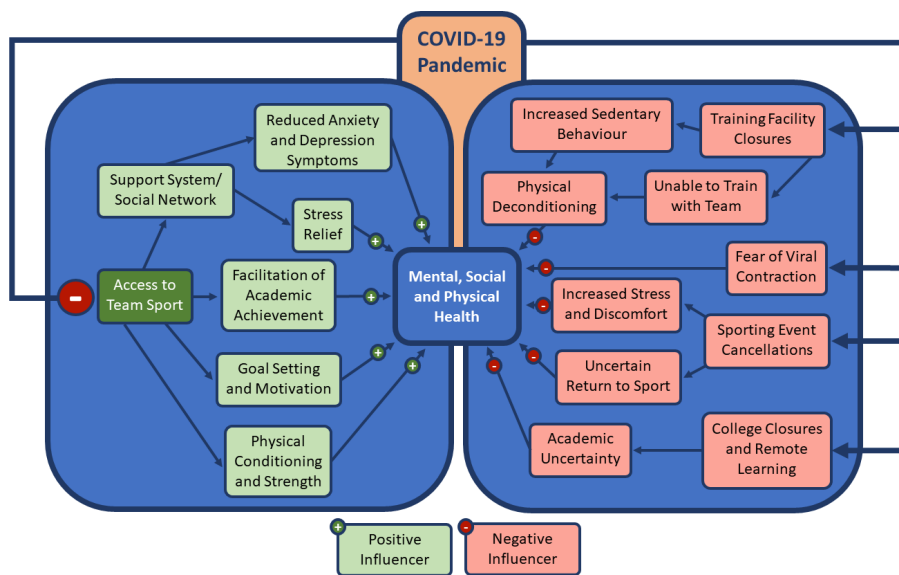 COVID-19
Pandemic
Reduced Anxiety
and Depression
Symptoms
Support System/
Social Network
Stress
Relief
Access to
Team Sport
Facilitation of
Academic
Achievement
Goal Setting
and Motivation
Physical
Conditioning
and Strength
Mental, Social
and Physical
Health
Increased Sedentary
Behaviour
Training Facility
Closures
Physical
Deconditioning
Unable to Train
with Team
Fear of Viral
Contraction
Increased Stress
and Discomfort
Sporting Event
Cancellations
Uncertain
Return to Sport
Academic
Uncertainty
College Closures
and Remote
Learning
Positive
Influencer
Negative
Influencer